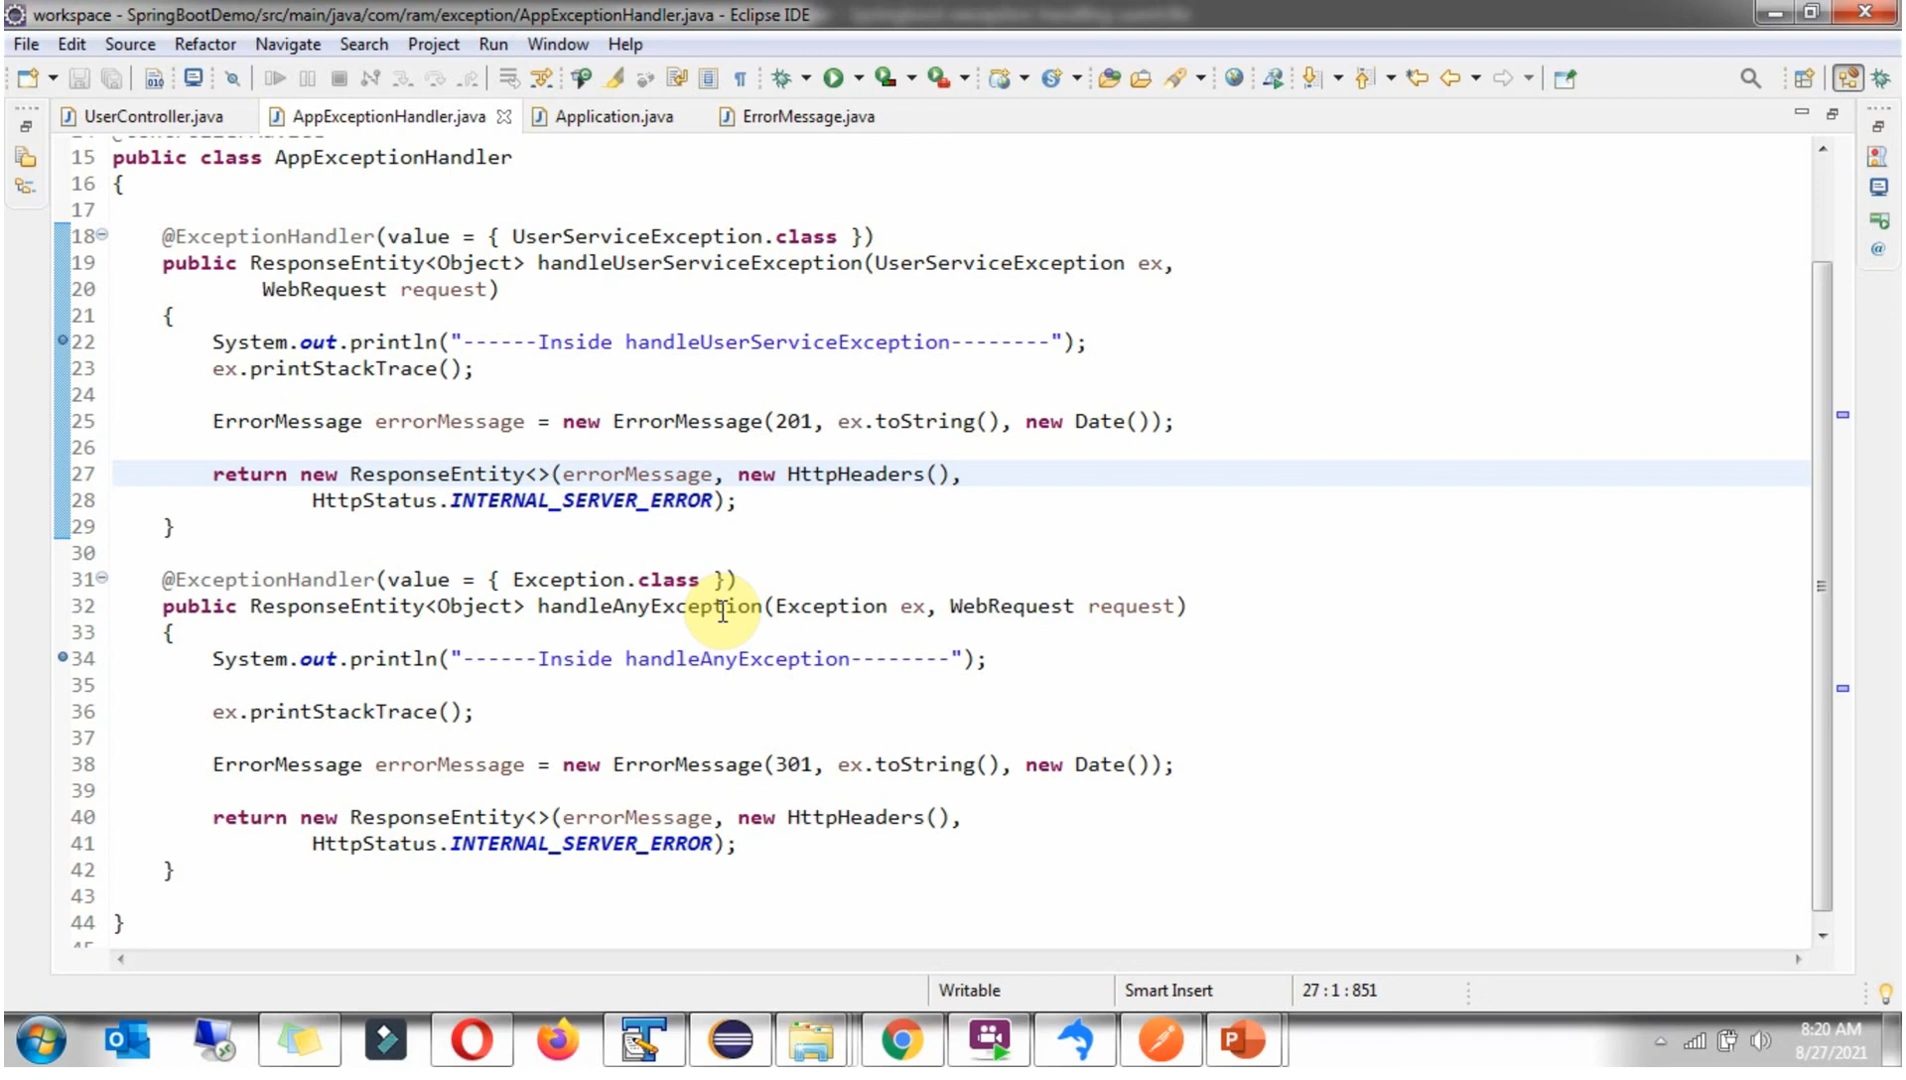 workspace - SpringBootDemo/src/main/java/com/ram/exception/AppExceptionHandler.java - Eclipse IDE
File Edit Source Refactor Navigate Search Project Run Window Help
UserController.java AppExceptionHandler.java Application.java ErrorMessage.java
15 public class AppExceptionHandler
16 {
17
18 @ExceptionHandler(value = { UserServiceException.class })
19 public ResponseEntity<Object> handleUserServiceException(UserServiceException ex,
20 WebRequest request)
21 {
22 System.out.println("------Inside handleUserServiceException--------");
23 ex.printStackTrace();
24
25 ErrorMessage errorMessage = new ErrorMessage(201, ex.toString(), new Date());
26
27 return new ResponseEntity<>(errorMessage, new HttpHeaders(),
28 HttpStatus.INTERNAL_SERVER_ERROR);
29 }
30
31 @ExceptionHandler(value = { Exception.class })
32 public ResponseEntity<Object> handleAnyException(Exception ex, WebRequest request)
33 {
34 System.out.println("------Inside handleAnyException--------");
35
36 ex.printStackTrace();
37
38 ErrorMessage errorMessage = new ErrorMessage(301, ex.toString(), new Date());
39
40 return new ResponseEntity<>(errorMessage, new HttpHeaders(),
41 HttpStatus.INTERNAL_SERVER_ERROR);
42 }
43
44 }
Writable Smart Insert 27 : 1 : 851
8:20 AM
8/27/2021